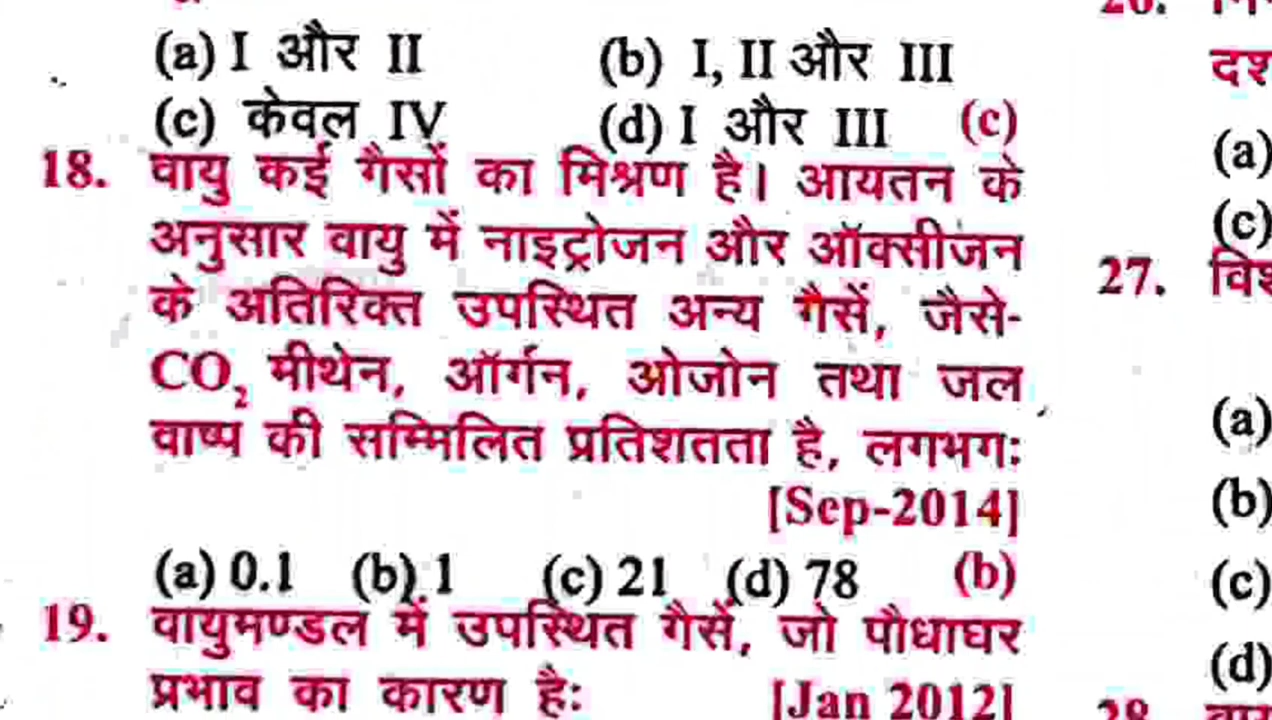 (a) I और II (b) I, II और III
(c) केवल IV (d) I और III (c)
18. वायु कई गैसों का मिश्रण है। आयतन के
अनुसार वायु में नाइट्रोजन और ऑक्सीजन
के अतिरिक्त उपस्थित अन्य गैसें, जैसे-
CO₂ मीथेन, ऑर्गन, ओजोन तथा जल
वाष्प की सम्मिलित प्रतिशतता है, लगभगः
[Sep-2014]
(a) 0.1 (b) 1 (c) 21 (d) 78 (b)
19. वायुमण्डल में उपस्थित गैसें, जो पौधाघर
प्रभाव का कारण हैः [Jan 2012]
(a)
(c)
27.
(a)
(b)
(c)
(d)